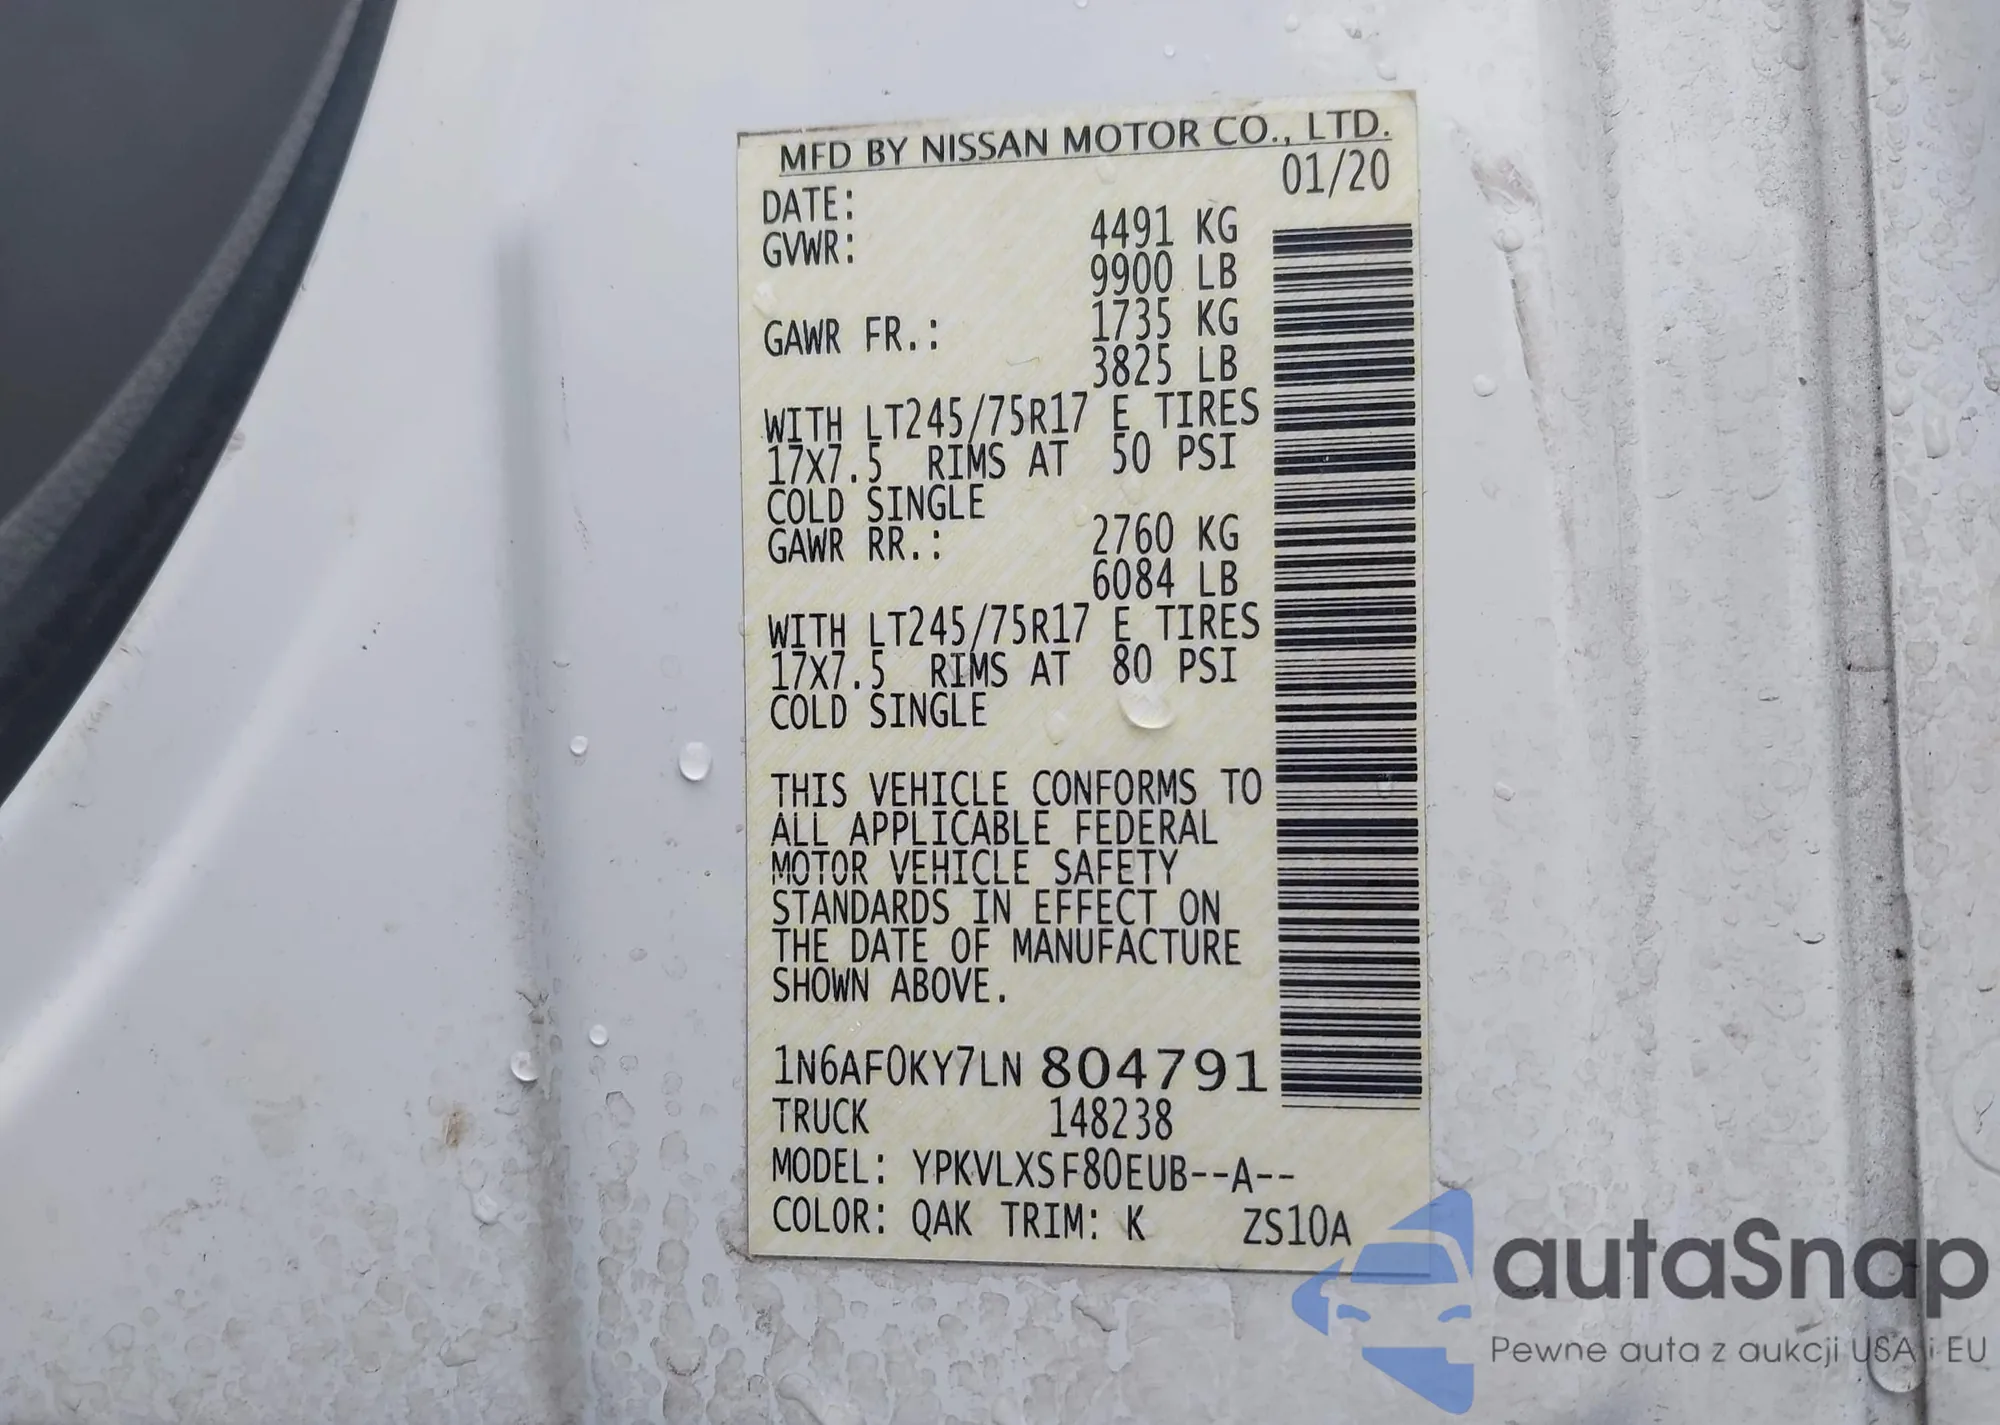 MFD BY NISSAN MOTOR CO., LTD.
DATE: 01/20
GVWR: 4491 KG
9900 LB
GAWR FR.: 1735 KG
3825 LB
WITH LT245/75R17 E TIRES
17X7.5 RIMS AT 50 PSI
COLD SINGLE
GAWR RR.: 2760 KG
6084 LB
WITH LT245/75R17 E TIRES
17X7.5 RIMS AT 80 PSI
COLD SINGLE
THIS VEHICLE CONFORMS TO
ALL APPLICABLE FEDERAL
MOTOR VEHICLE SAFETY
STANDARDS IN EFFECT ON
THE DATE OF MANUFACTURE
SHOWN ABOVE.
1N6AF0KY7LN804791
TRUCK 148238
MODEL: YPKVLXSF80EUB--A--
COLOR: QAK TRIM: K ZS10A
autaSnap
Pewne auta z aukcji USA i EU